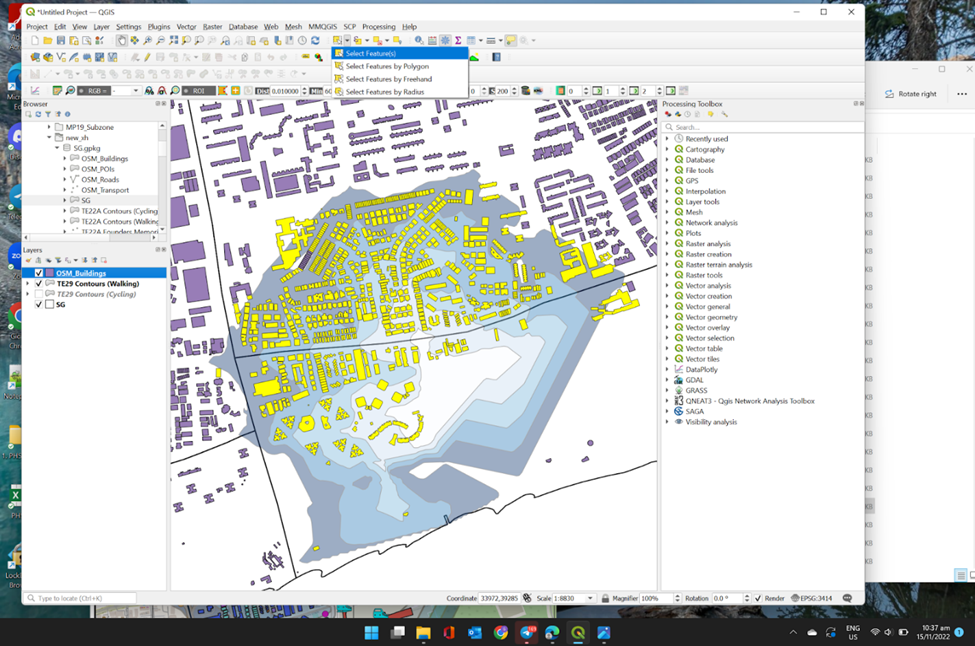 *Untitled Project — QGIS
Project Edit View Layer Settings Plugins Vector Raster Database Web Mesh MMQGIS SCP Processing Help
Select Feature(s)
Select Features by Polygon
Select Features by Freehand
Select Features by Radius
RGB = - ROI Dist 0.010000 Min 60 200 0 1 2
Browser
MP19_Subzone
new_xh
SG.gpkg
OSM_Buildings
OSM_POIs
OSM_Roads
OSM_Transport
SG
TE22A Contours (Cycling
TE22A Contours (Walking
TE22A Founders Memorial
Layers
OSM_Buildings
TE29 Contours (Walking)
TE29 Contours (Cycling)
SG
Processing Toolbox
Search...
Recently used
Cartography
Database
File tools
GPS
Interpolation
Layer tools
Mesh
Network analysis
Plots
Raster analysis
Raster creation
Raster terrain analysis
Raster tools
Vector analysis
Vector creation
Vector general
Vector geometry
Vector overlay
Vector selection
Vector table
Vector tiles
DataPlotly
GDAL
GRASS
QNEAT3 - Qgis Network Analysis Toolbox
SAGA
Visibility analysis
Rotate right
Type to locate (Ctrl+K)
Coordinate 33972,39285 Scale 1:8830 Magnifier 100% Rotation 0.0 ° Render EPSG:3414
ENG
US
10:37 am
15/11/2022